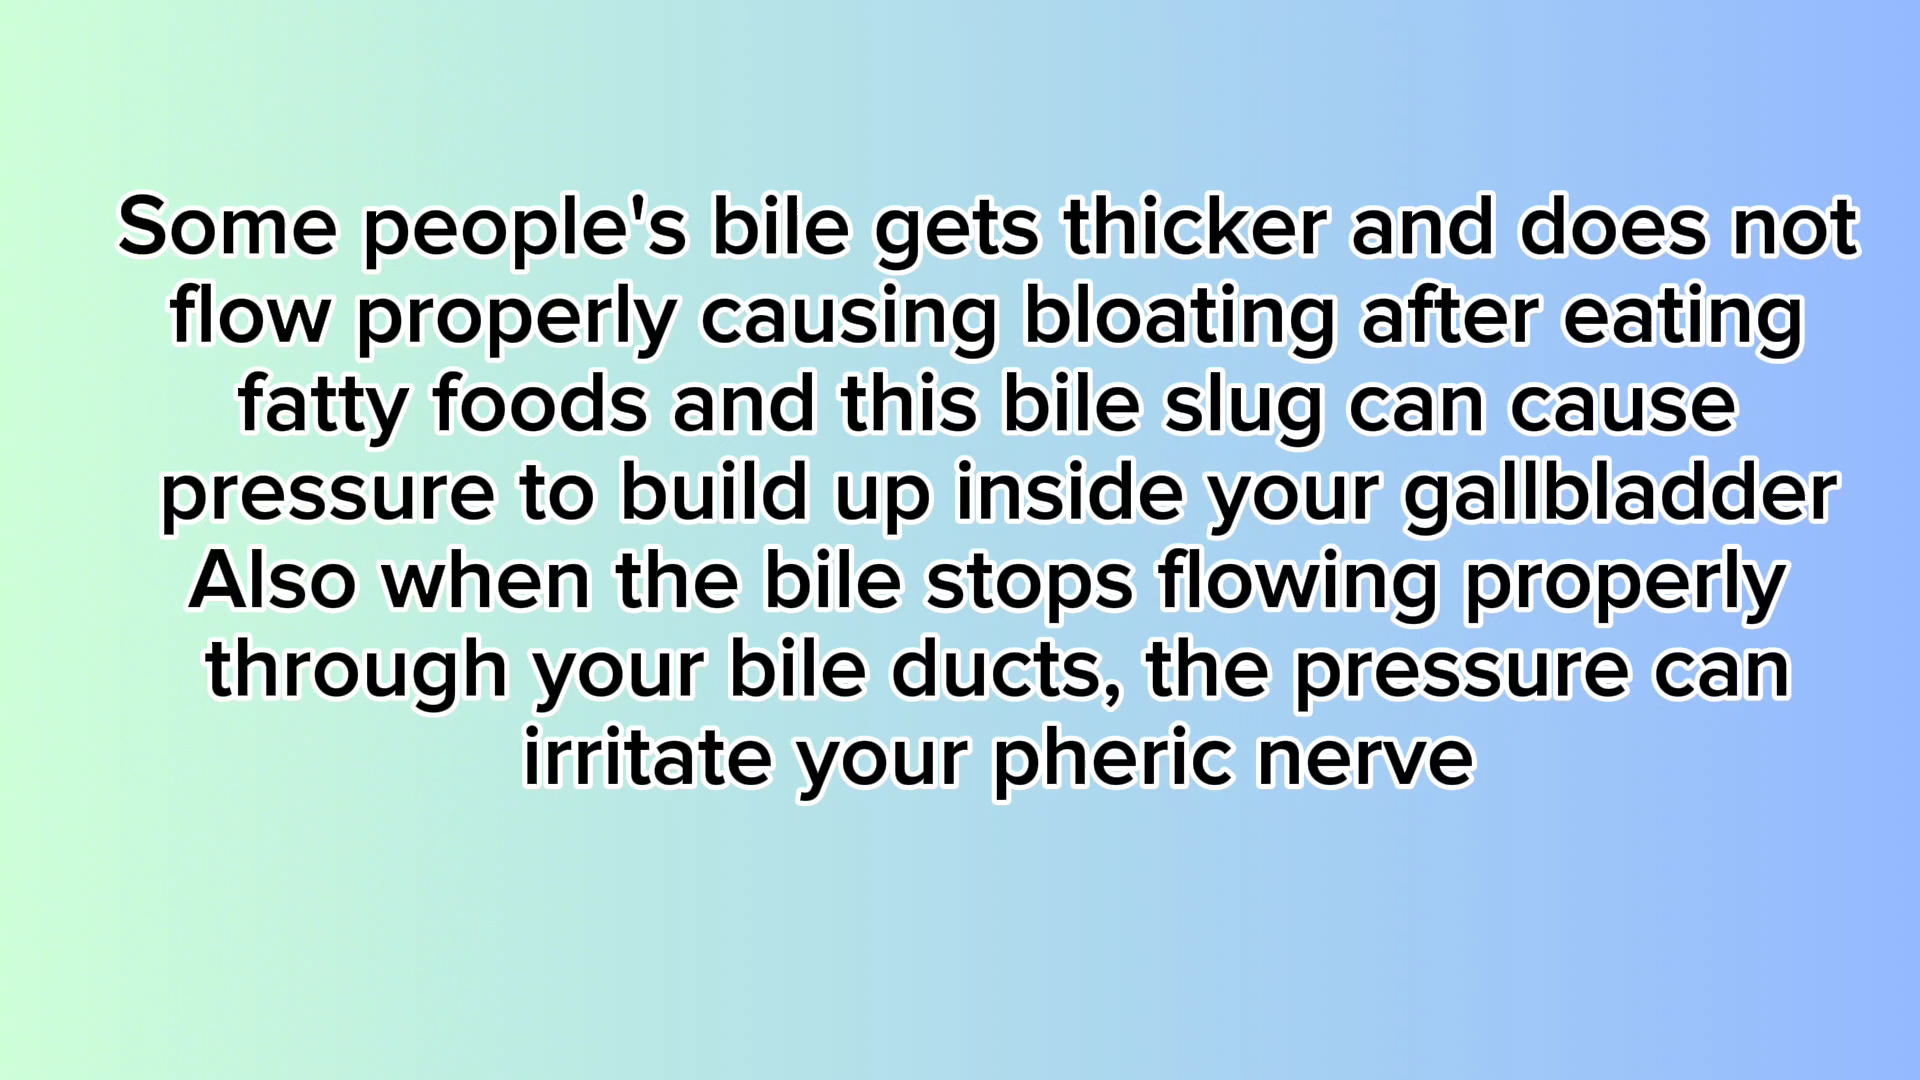 Some people's bile gets thicker and does not
flow properly causing bloating after eating
fatty foods and this bile slug can cause
pressure to build up inside your gallbladder
Also when the bile stops flowing properly
through your bile ducts, the pressure can
irritate your pheric nerve